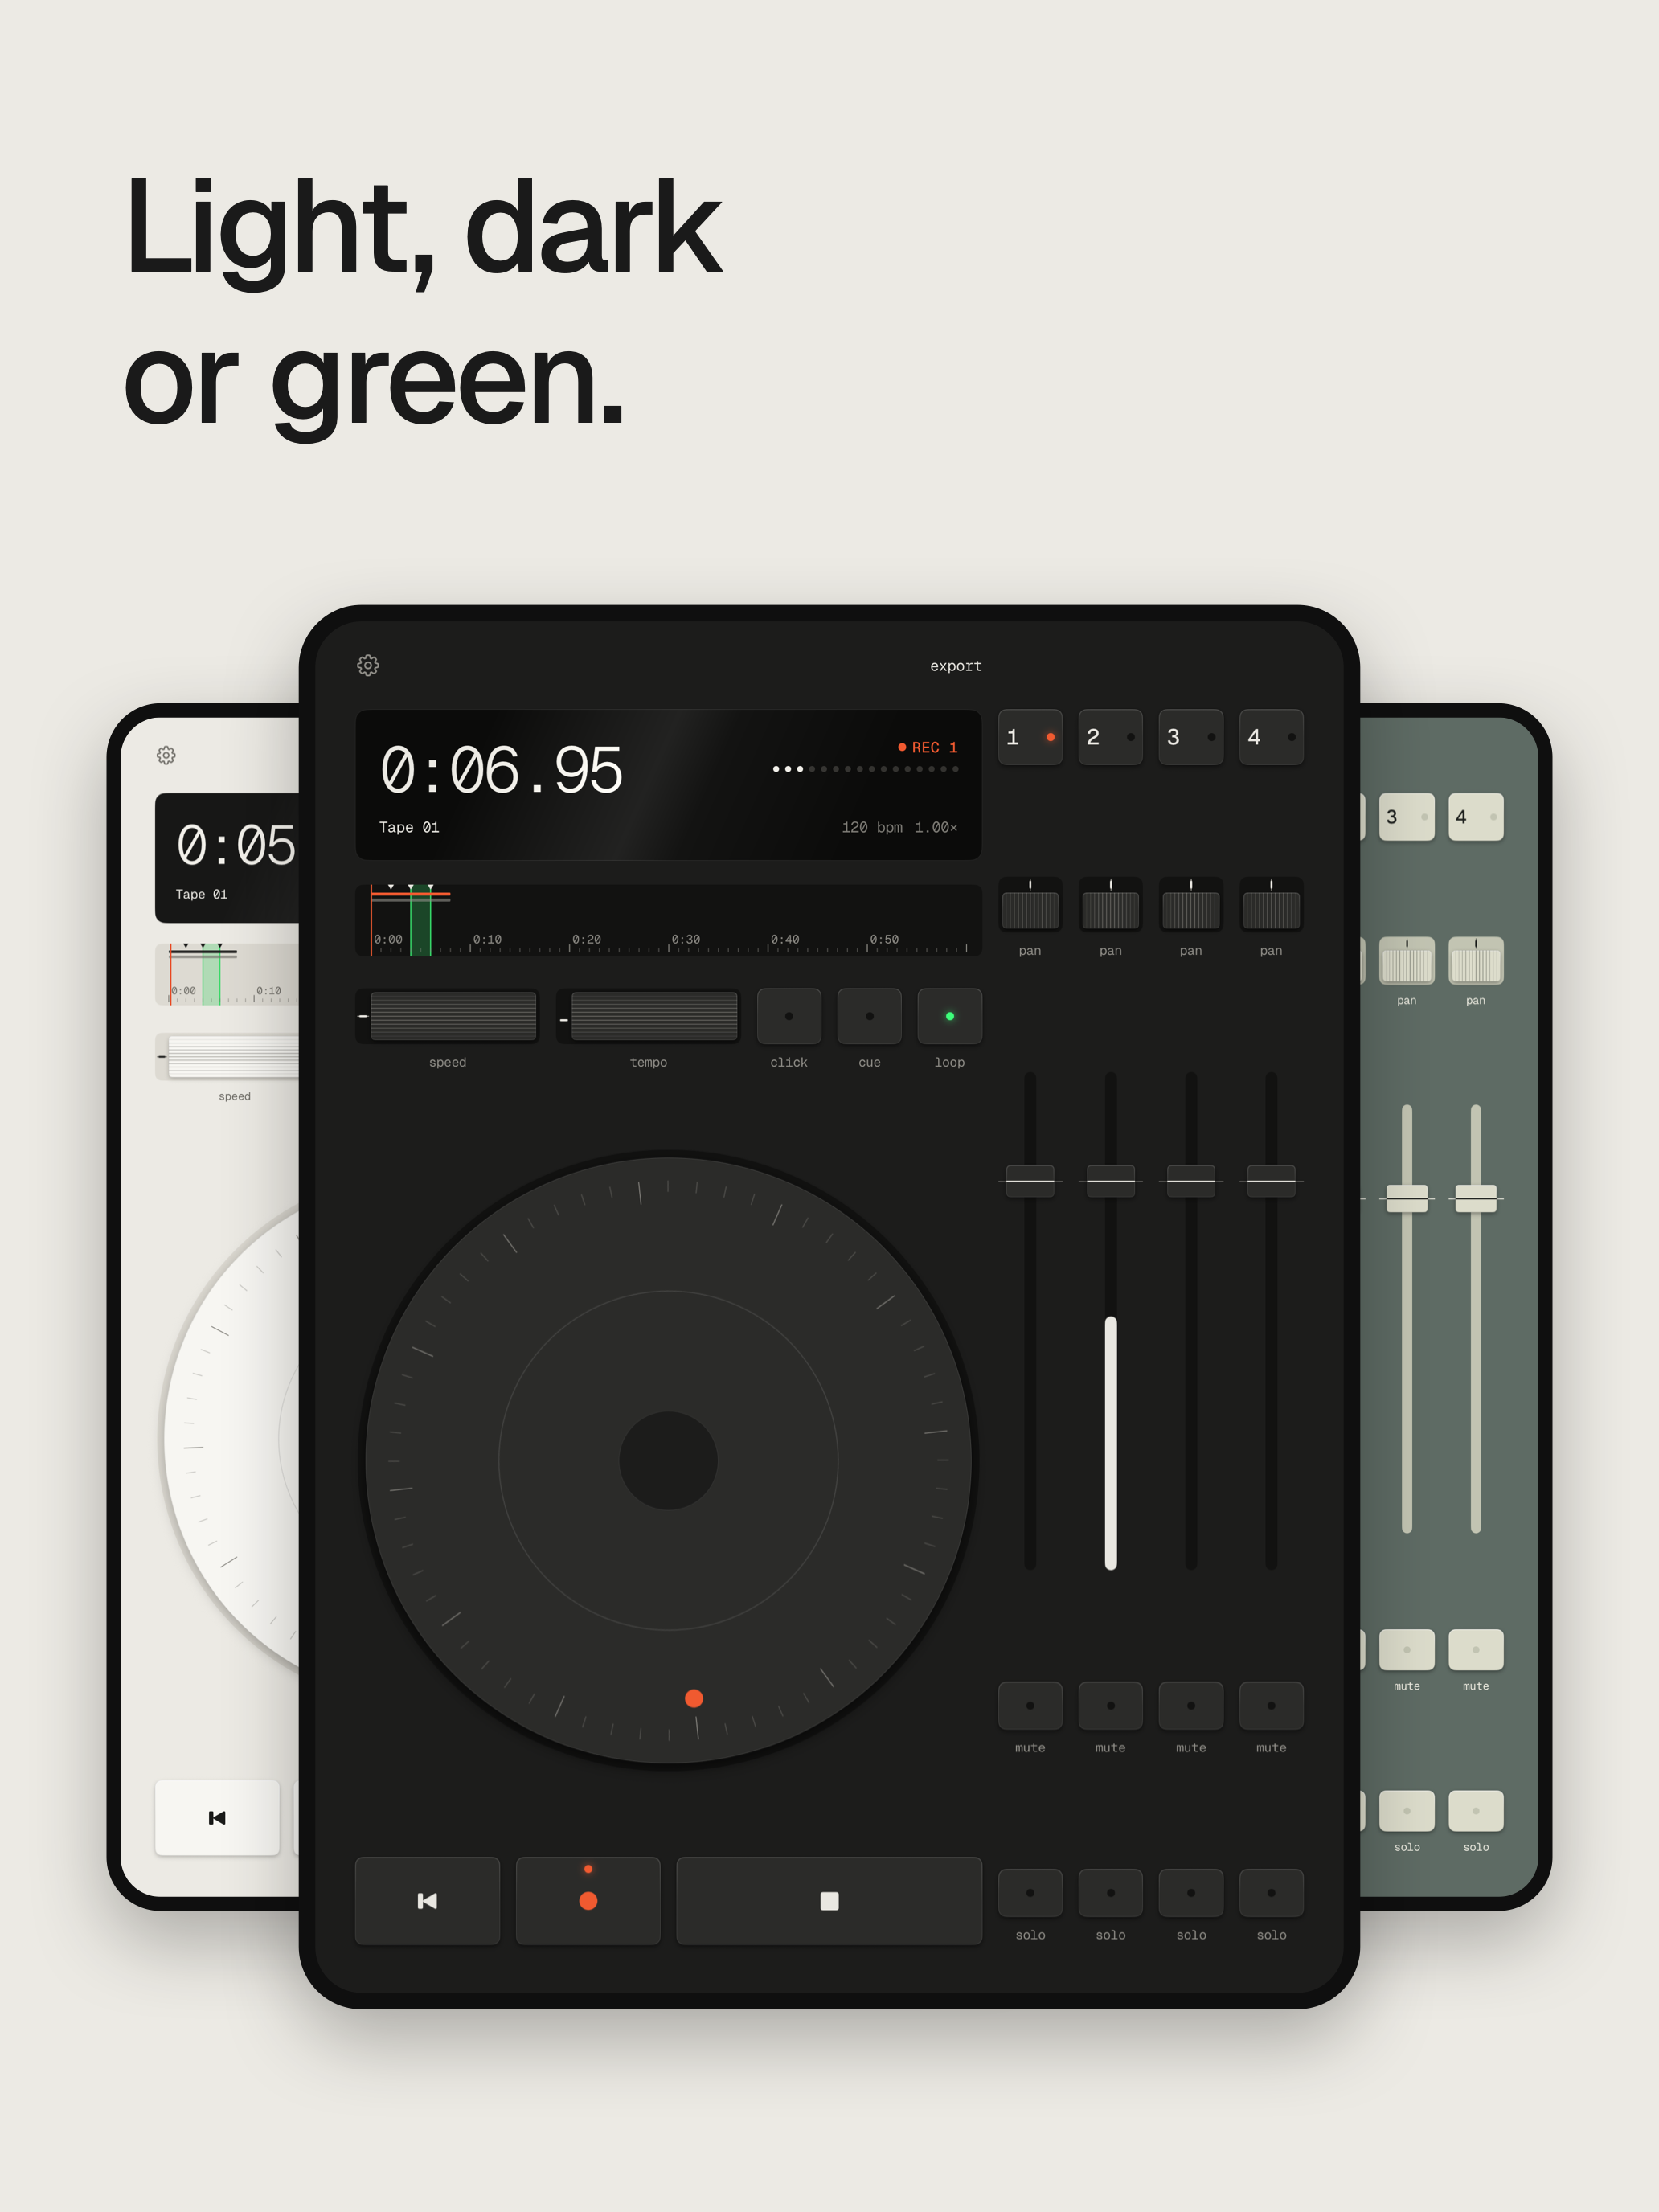 Light, dark
or green.
export
0:06.95
REC 1
Tape 01
120 bpm 1.00×
1 2 3 4
0:00 0:10 0:20 0:30 0:40 0:50
pan pan pan pan
speed tempo click cue loop
mute mute mute mute
solo solo solo solo
0:05
Tape 01
0:00 0:10
speed
3 4
pan pan
mute mute
solo solo